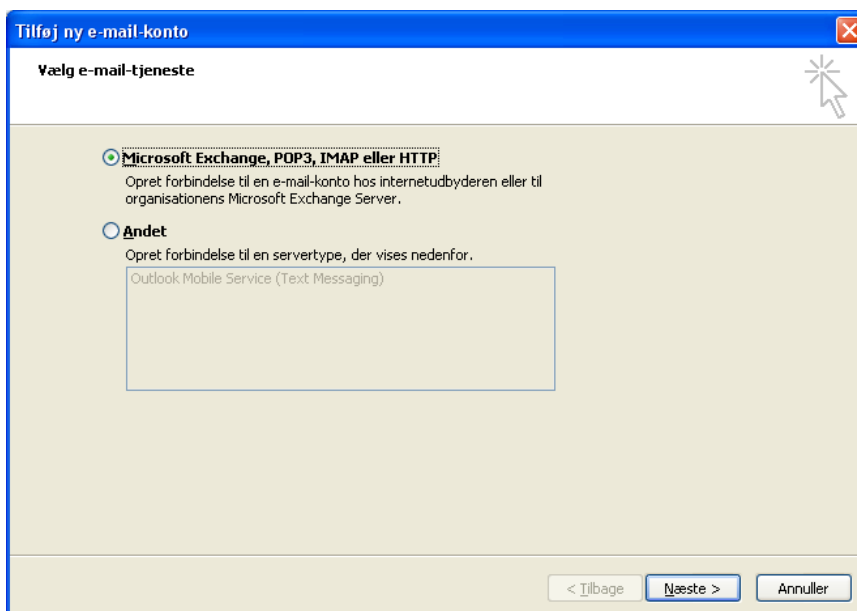 Tilføj ny e-mail-konto
Vælg e-mail-tjeneste
Microsoft Exchange, POP3, IMAP eller HTTP
Opret forbindelse til en e-mail-konto hos internetudbyderen eller til
organisationens Microsoft Exchange Server.
Andet
Opret forbindelse til en servertype, der vises nedenfor.
Outlook Mobile Service (Text Messaging)
< Tilbage Næste > Annuller